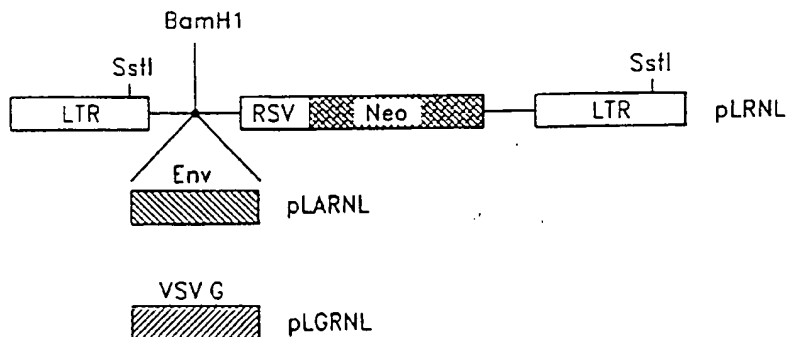 BamH1
SstI SstI
LTR RSV Neo LTR pLRNL
Env
pLARNL
VSV G
pLGRNL